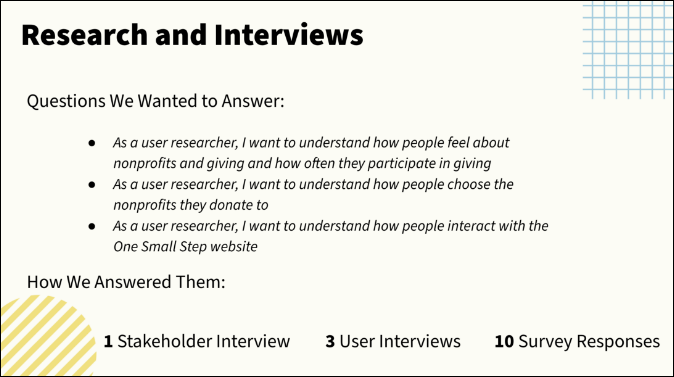 Research and Interviews
Questions We Wanted to Answer:
● As a user researcher, I want to understand how people feel about
nonprofits and giving and how often they participate in giving
● As a user researcher, I want to understand how people choose the
nonprofits they donate to
● As a user researcher, I want to understand how people interact with the
One Small Step website
How We Answered Them:
1 Stakeholder Interview 3 User Interviews 10 Survey Responses